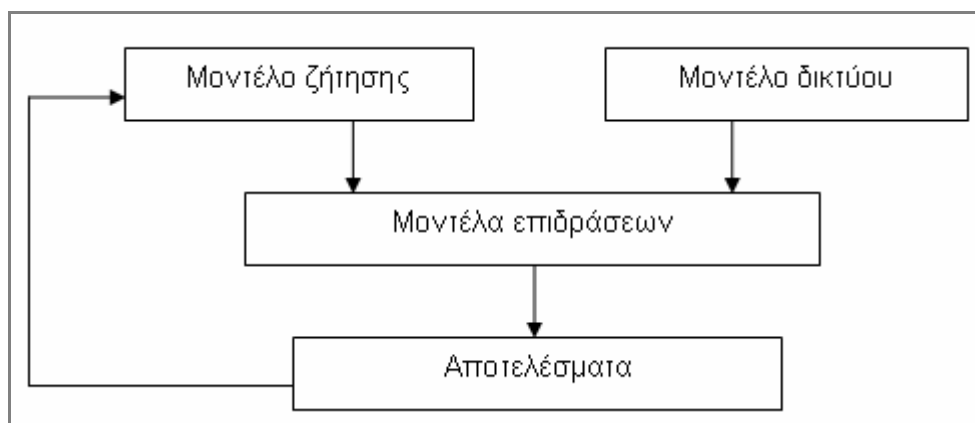 Μοντέλο ζήτησης
Μοντέλο δικτύου
Μοντέλα επιδράσεων
Αποτελέσματα